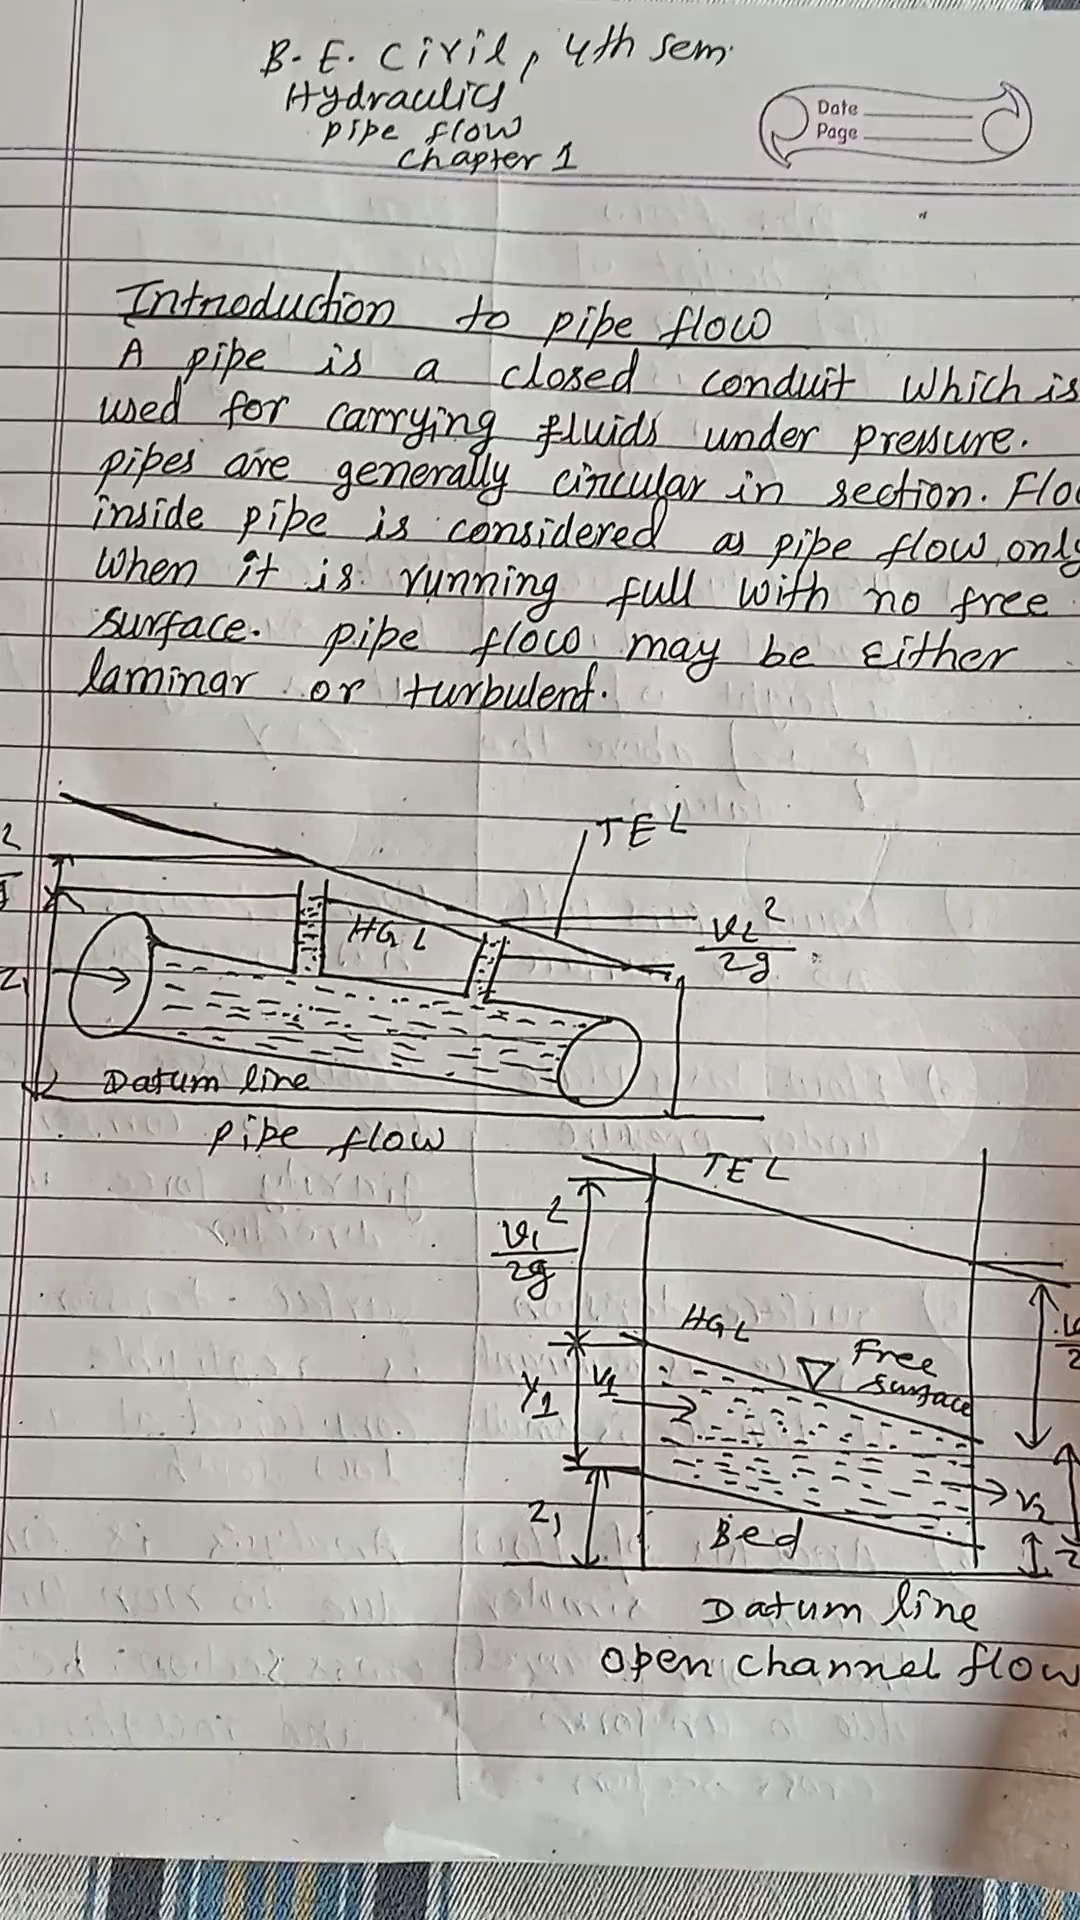 B.E. Civil, 4th sem.
Hydraulics
pipe flow
chapter 1
Date
Page
Introduction to pipe flow
A pipe is a closed conduit which is
used for carrying fluids under pressure.
pipes are generally circular in section. Flo
inside pipe is considered as pipe flow only
when it is running full with no free
surface. pipe flow may be either
laminar or turbulent.
TEL
HGL
V₂²
2g
Datum line
pipe flow
TEL
V₁²
2g
HGL
Free
surface
Y1
V1
V2
Z1
Bed
Datum line
open channel flow